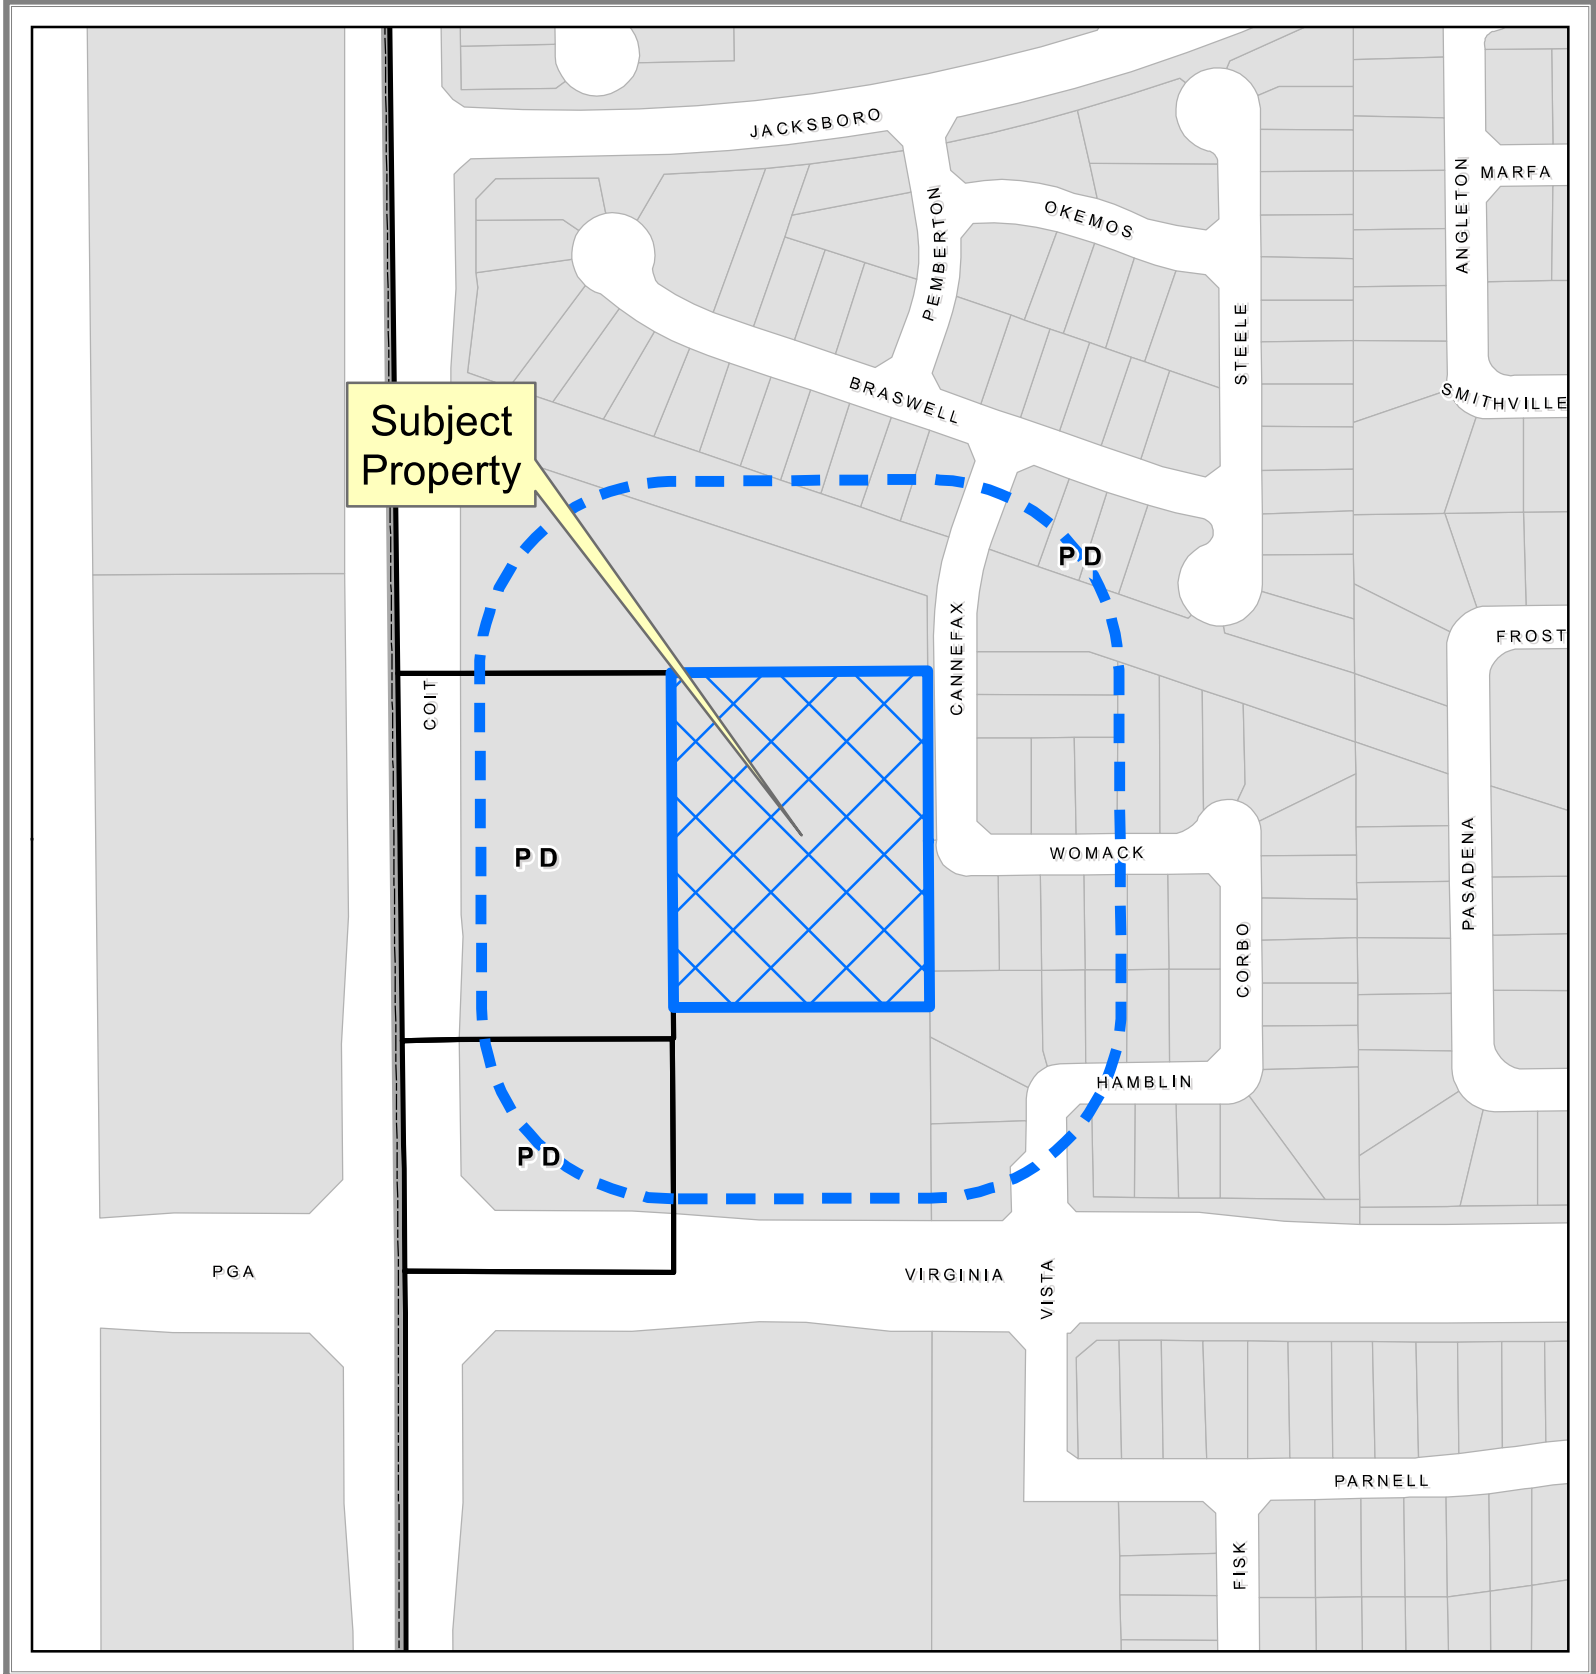 JACKSBORO
MARFA
ANGLETON
PEMBERTON
OKEMOS
STEELE
BRASWELL
SMITHVILLE
Subject
Property
PD
FROST
CANNEFAX
COIT
PD
WOMACK
PASADENA
CORBO
HAMBLIN
PD
PGA
VIRGINIA
VISTA
PARNELL
FISK